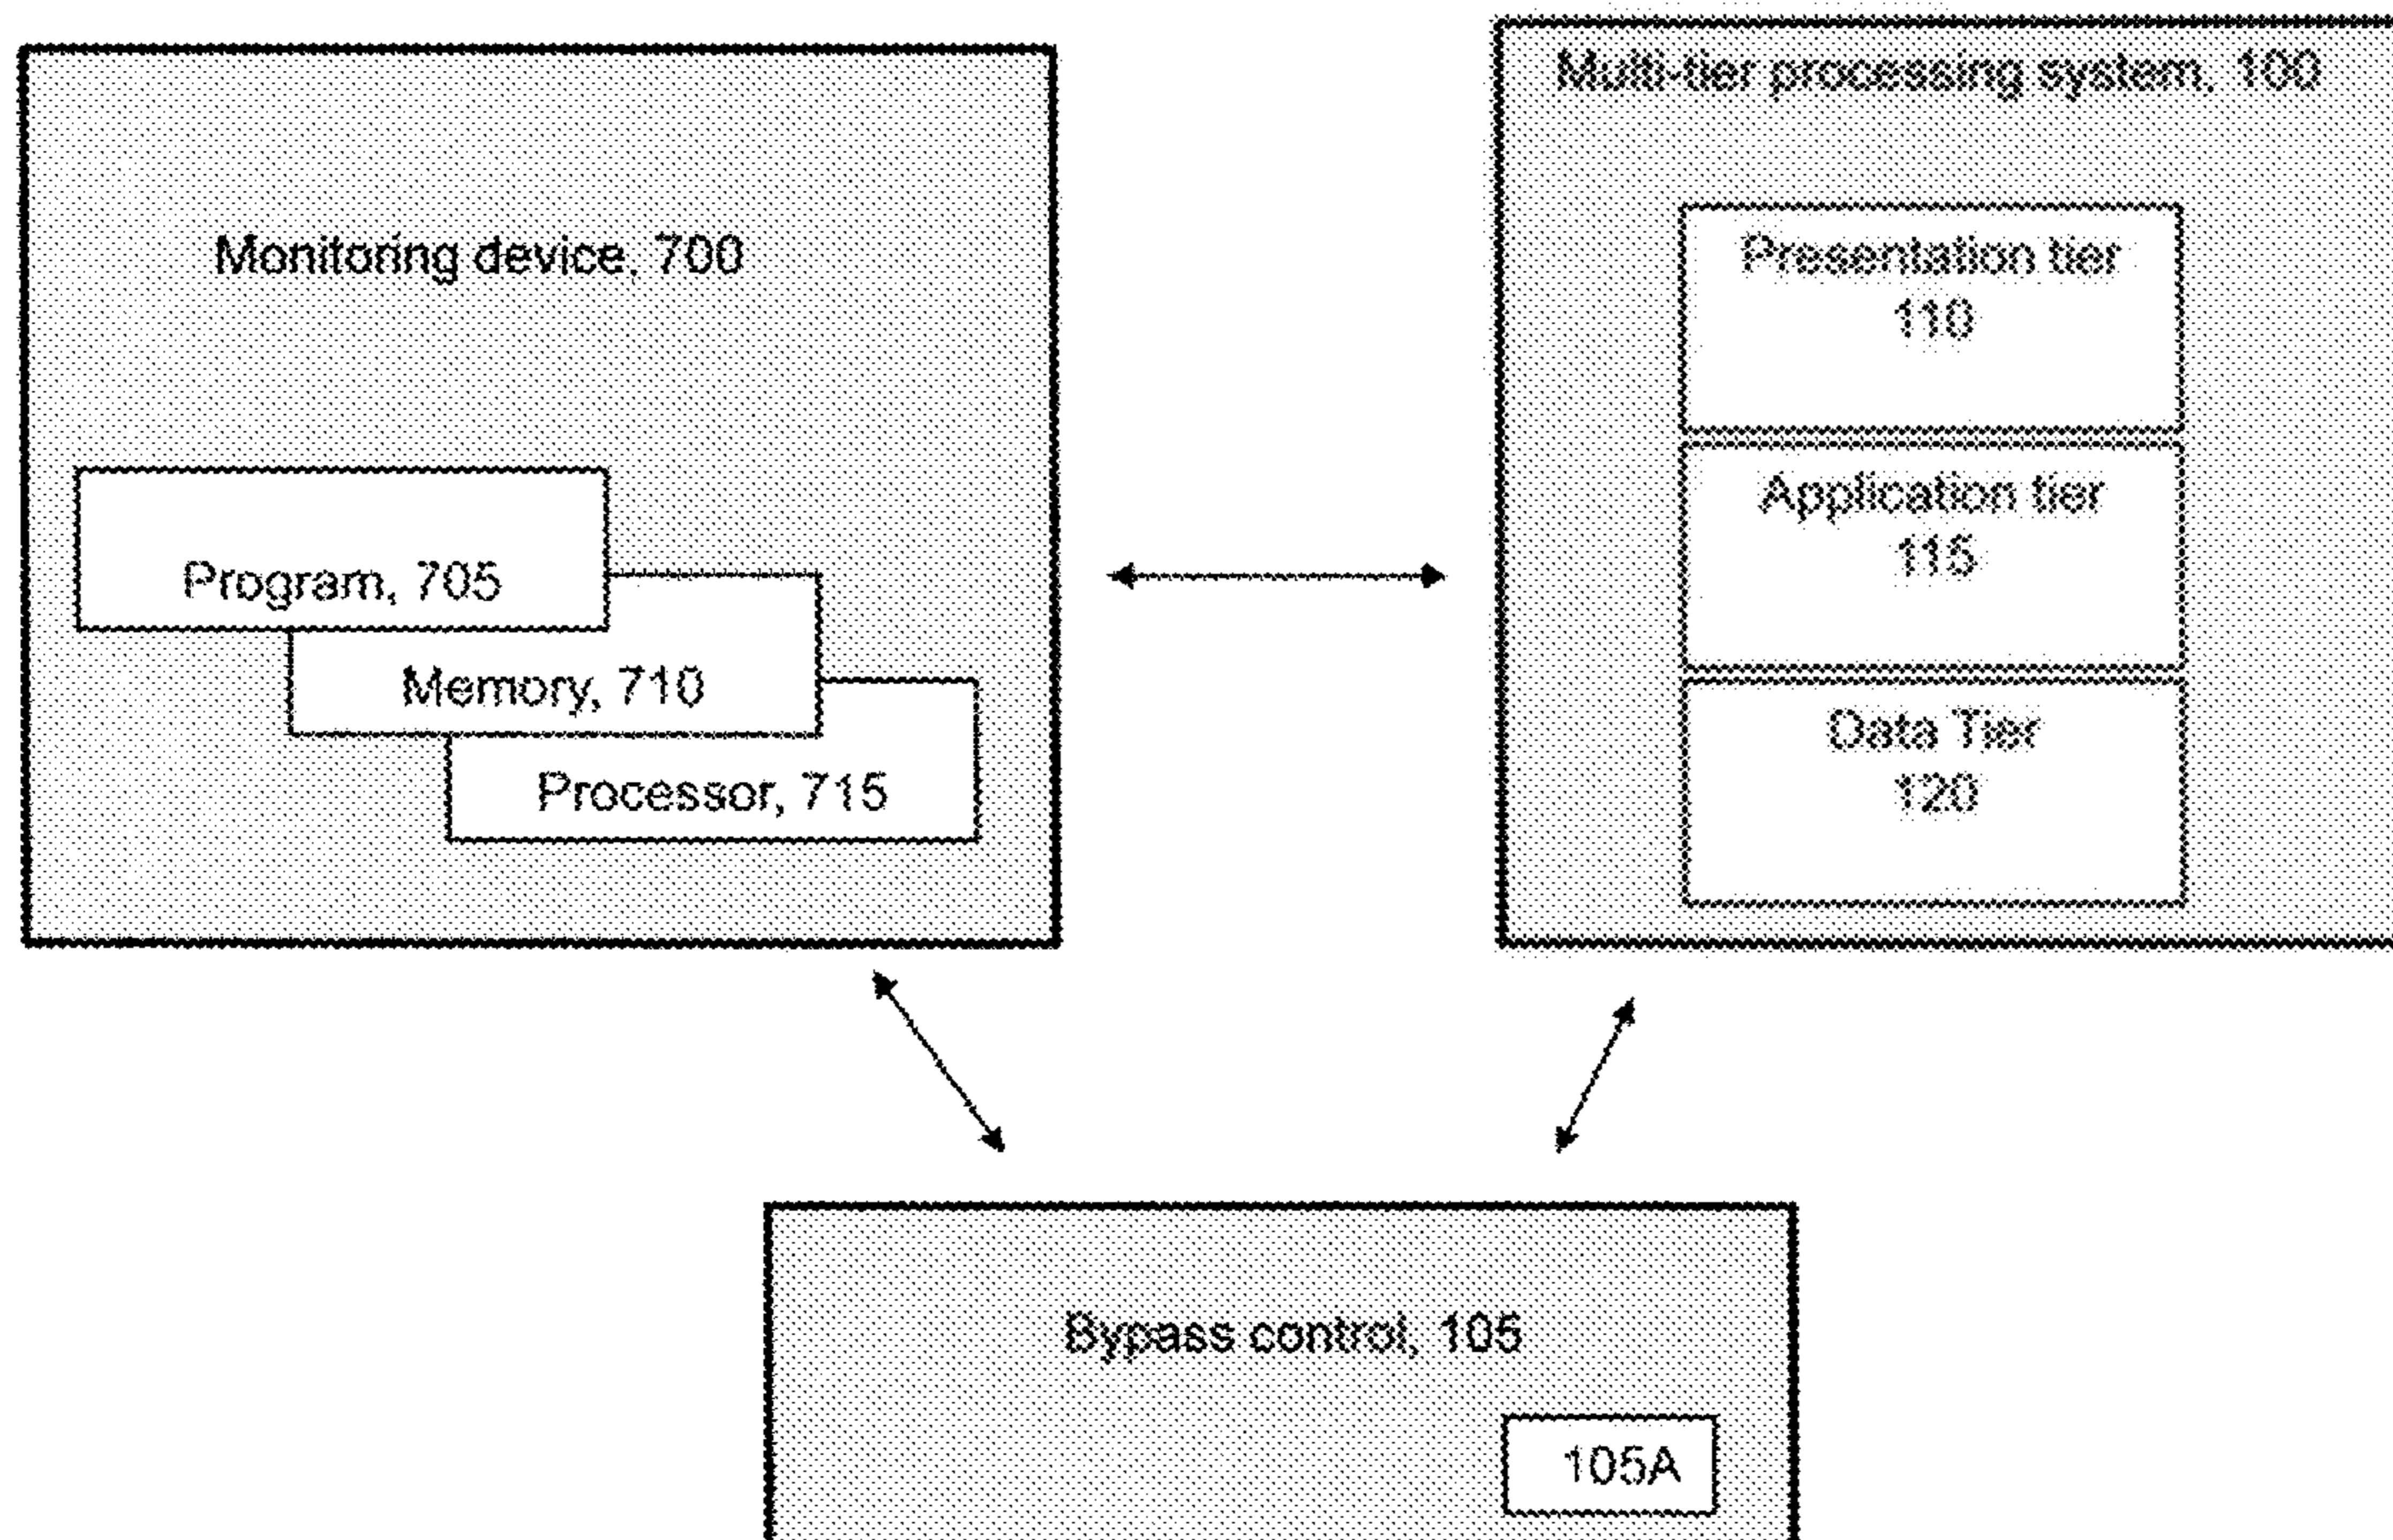 Monitoring device, 700
Program, 705
Memory, 710
Processor, 715
Multi-tier processing system, 100
Presentation tier
110
Application tier
115
Data Tier
120
Bypass control, 105
105A